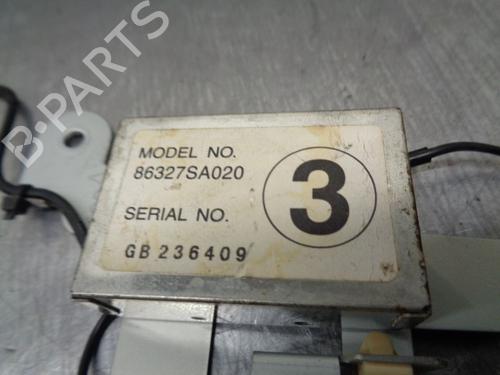 B-PARTS
MODEL NO.
86327SA020
SERIAL NO.
GB 236409
3